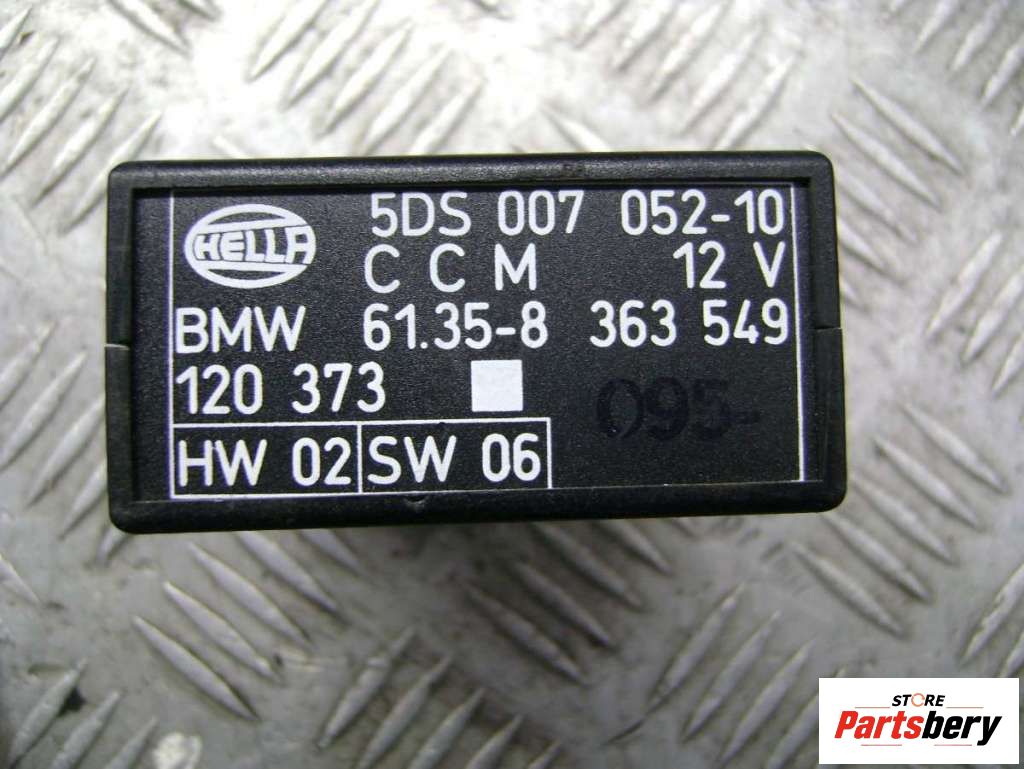 HELLA 5DS 007 052-10
C C M 12 V
BMW 61.35-8 363 549
120 373 095-
HW 02 SW 06
STORE
Partsbery